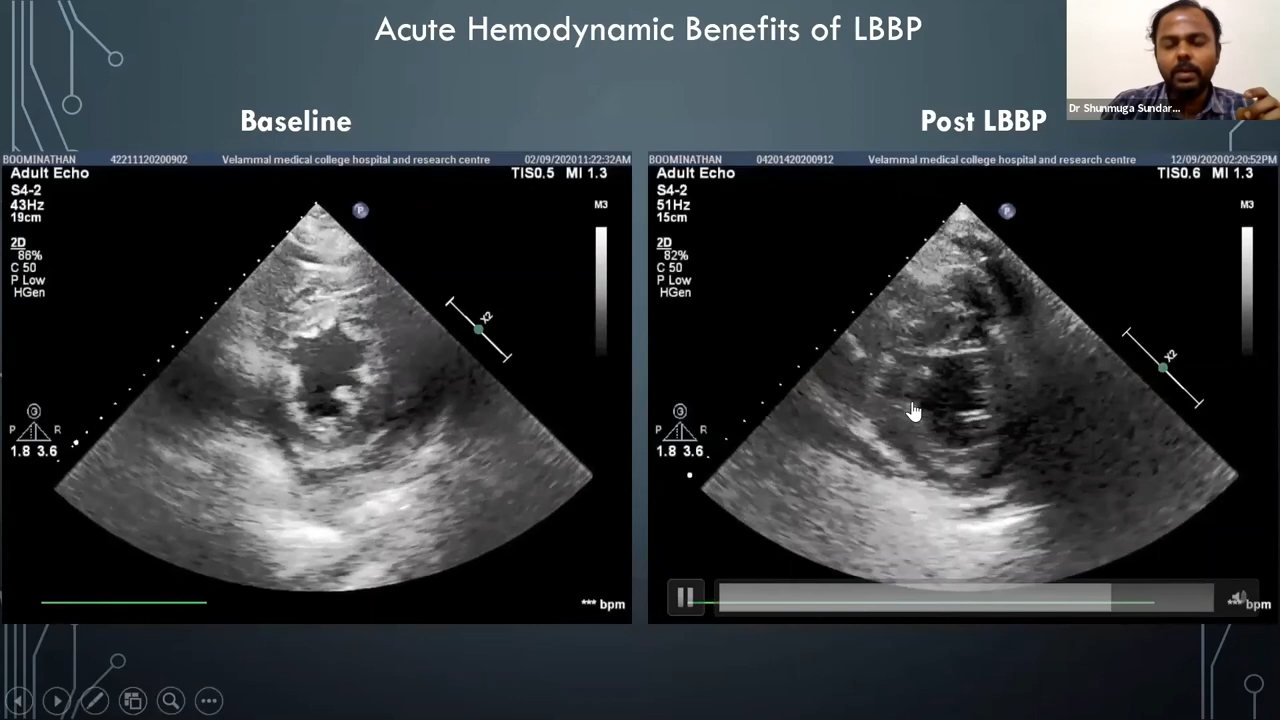 Acute Hemodynamic Benefits of LBBP
Dr Shunmuga Sundar...
Baseline
Post LBBP
BOOMINATHAN 42211120200902 Velammal medical college hospital and research centre 02/09/202011:22:32AM
Adult Echo TIS0.5 MI 1.3
S4-2
43Hz M3
19cm
2D
86%
C 50
P Low
HGen
X2
3
P R
1.8 3.6
*** bpm
BOOMINATHAN 04201420200912 Velammal medical college hospital and research centre 12/09/202002:20:52PM
Adult Echo TIS0.6 MI 1.3
S4-2
51Hz M3
15cm
2D
82%
C 50
P Low
HGen
X2
3
P R
1.8 3.6
*** bpm
P
P